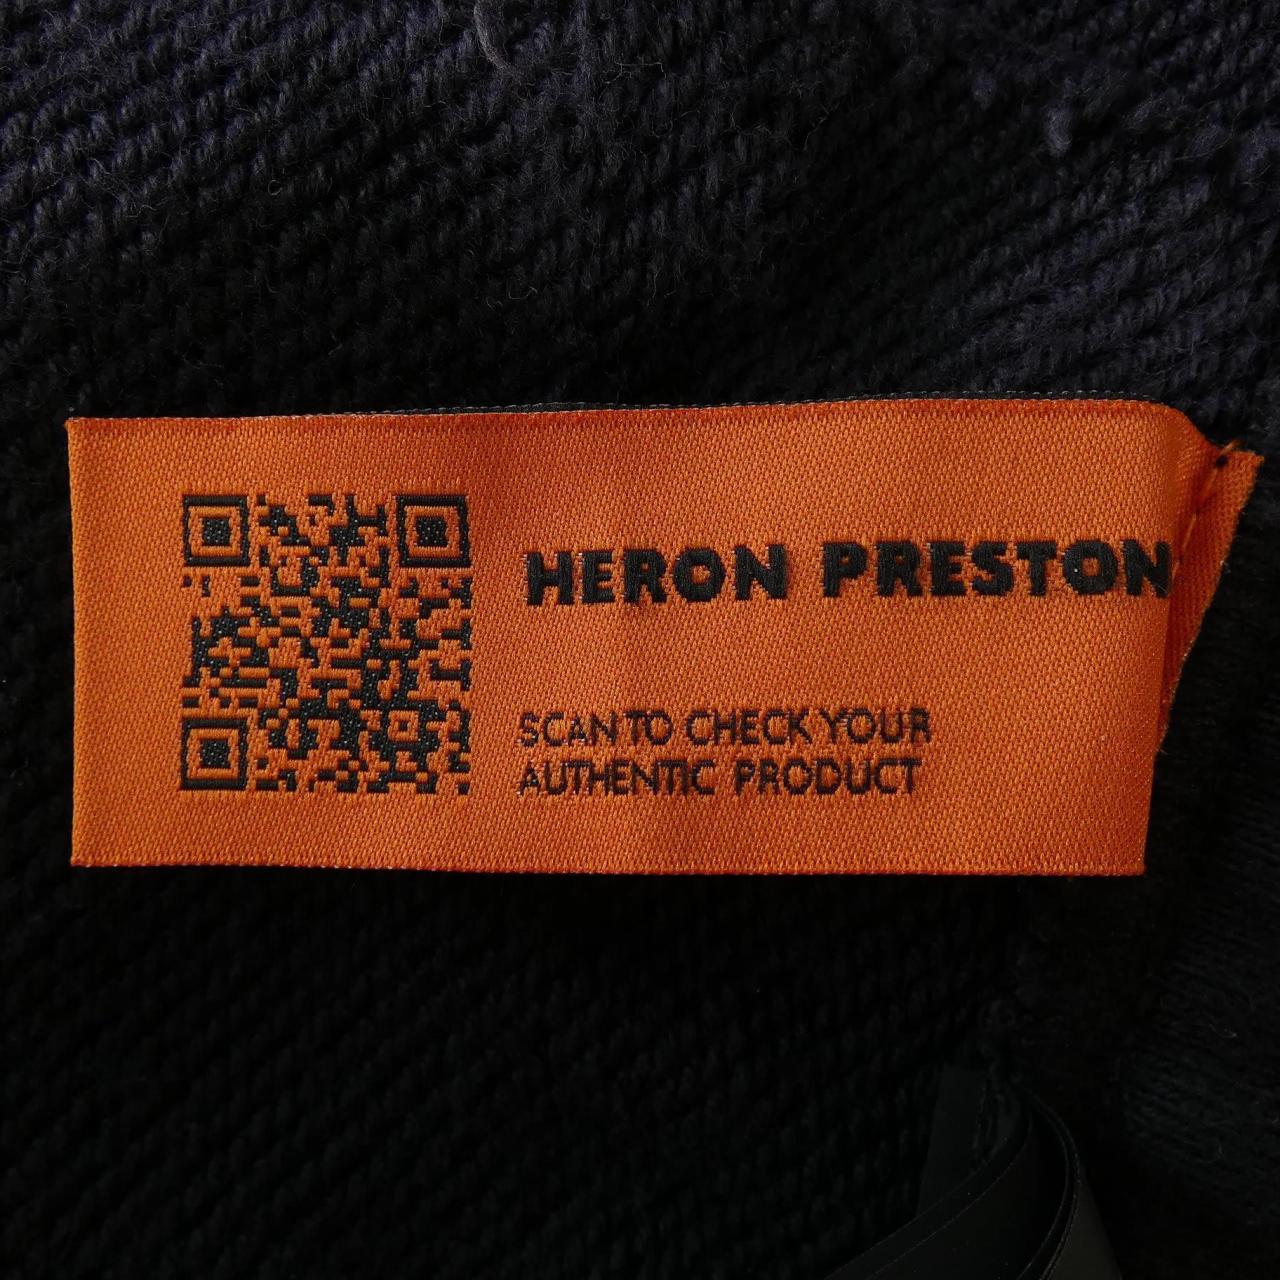 HERON PRESTON
SCAN TO CHECK YOUR
AUTHENTIC PRODUCT